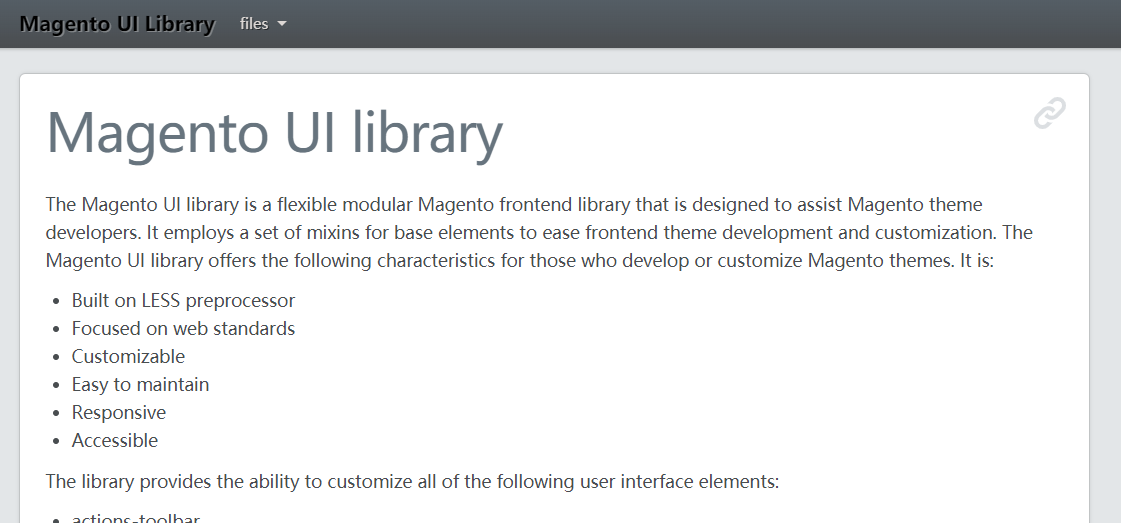 Magento UI Library files
Magento UI library
The Magento UI library is a flexible modular Magento frontend library that is designed to assist Magento theme
developers. It employs a set of mixins for base elements to ease frontend theme development and customization. The
Magento UI library offers the following characteristics for those who develop or customize Magento themes. It is:
• Built on LESS preprocessor
• Focused on web standards
• Customizable
• Easy to maintain
• Responsive
• Accessible
The library provides the ability to customize all of the following user interface elements:
• actions-toolbar